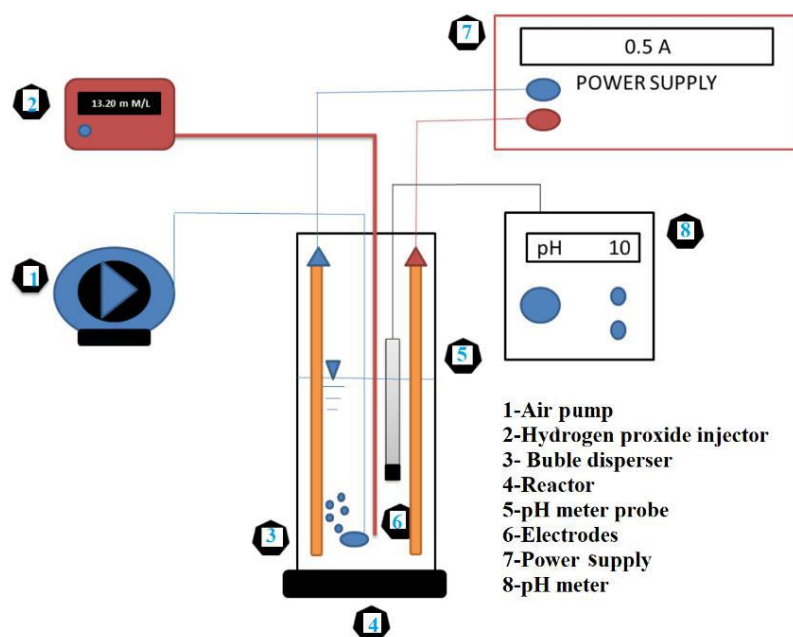 7
0.5 A
POWER SUPPLY
2
13.20 m M/L
8
pH 10
1
5
6
3
4
1-Air pump
2-Hydrogen proxide injector
3- Buble disperser
4-Reactor
5-pH meter probe
6-Electrodes
7-Power Supply
8-pH meter